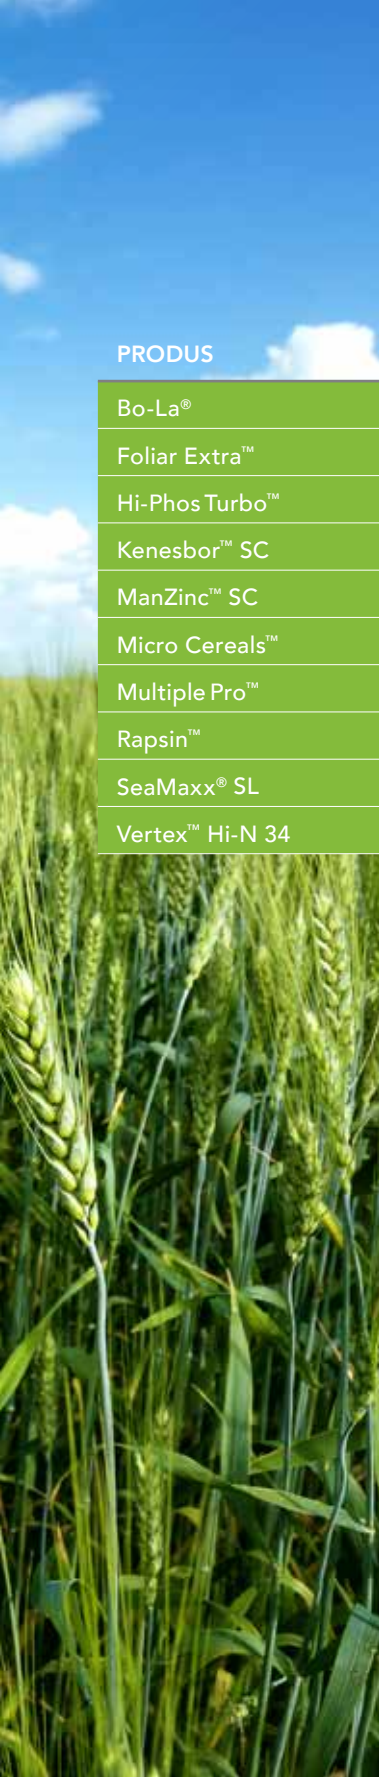 PRODUS
Bo-La®
Foliar Extra™
Hi-Phos Turbo™
Kenesbor™ SC
ManZinc™ SC
Micro Cereals™
Multiple Pro™
Rapsin™
SeaMaxx® SL
Vertex™ Hi-N 34